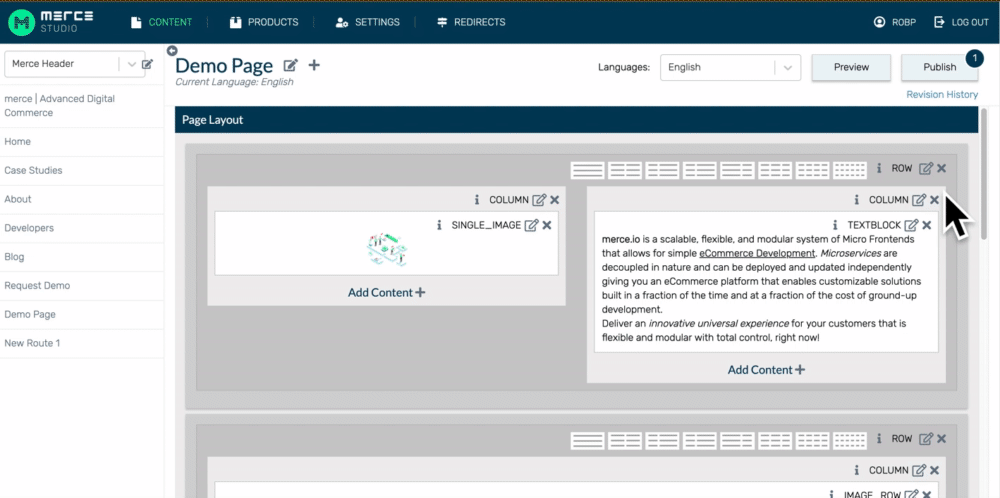 merce
STUDIO
CONTENT
PRODUCTS
SETTINGS
REDIRECTS
ROBP
LOG OUT
Merce Header
merce | Advanced Digital
Commerce
Home
Case Studies
About
Developers
Blog
Request Demo
Demo Page
New Route 1
Demo Page
Current Language: English
Languages:
English
Preview
Publish
1
Revision History
Page Layout
ROW
COLUMN
SINGLE_IMAGE
Add Content
COLUMN
TEXTBLOCK
merce.io is a scalable, flexible, and modular system of Micro Frontends
that allows for simple eCommerce Development. Microservices are
decoupled in nature and can be deployed and updated independently
giving you an eCommerce platform that enables customizable solutions
built in a fraction of the time and at a fraction of the cost of ground-up
development.
Deliver an innovative universal experience for your customers that is
flexible and modular with total control, right now!
Add Content
ROW
COLUMN
IMAGE_ROW